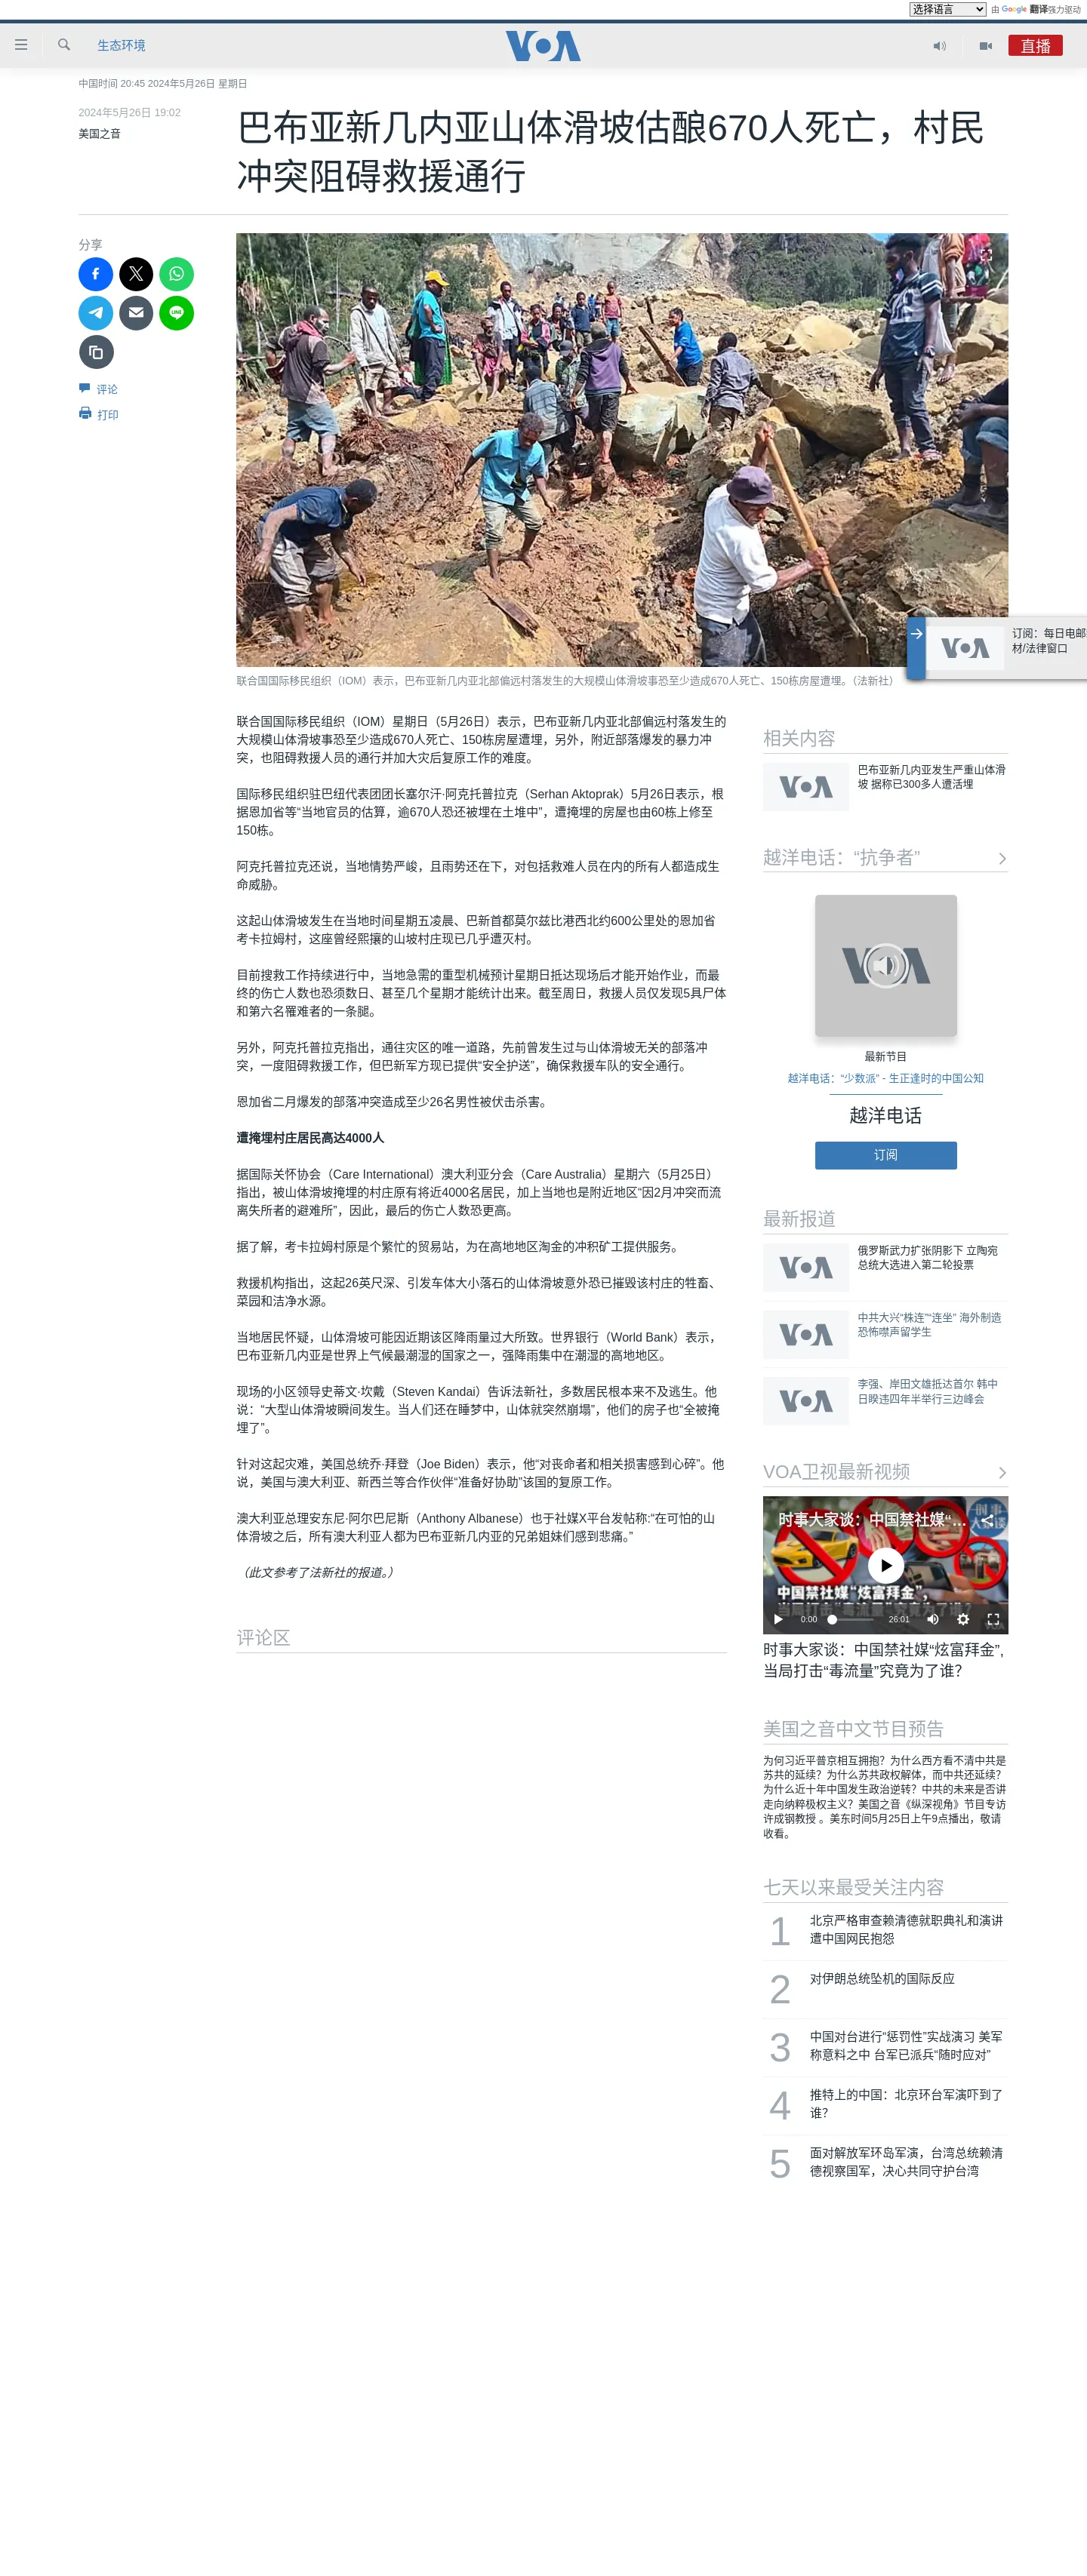 选择语言
由 Google 翻译强力驱动
生态环境
VOA
直播
中国时间 20:45 2024年5月26日 星期日
2024年5月26日 19:02
美国之音
巴布亚新几内亚山体滑坡估酿670人死亡，村民
冲突阻碍救援通行
分享
评论
打印
订阅：每日电邮
材/法律窗口
VOA
联合国国际移民组织（IOM）表示，巴布亚新几内亚北部偏远村落发生的大规模山体滑坡事恐至少造成670人死亡、150栋房屋遭埋。（法新社）
联合国国际移民组织（IOM）星期日（5月26日）表示，巴布亚新几内亚北部偏远村落发生的
大规模山体滑坡事恐至少造成670人死亡、150栋房屋遭埋，另外，附近部落爆发的暴力冲
突，也阻碍救援人员的通行并加大灾后复原工作的难度。
国际移民组织驻巴纽代表团团长塞尔汗·阿克托普拉克（Serhan Aktoprak）5月26日表示，根
据恩加省等“当地官员的估算，逾670人恐还被埋在土堆中”，遭掩埋的房屋也由60栋上修至
150栋。
阿克托普拉克还说，当地情势严峻，且雨势还在下，对包括救难人员在内的所有人都造成生
命威胁。
这起山体滑坡发生在当地时间星期五凌晨、巴新首都莫尔兹比港西北约600公里处的恩加省
考卡拉姆村，这座曾经熙攘的山坡村庄现已几乎遭灭村。
目前搜救工作持续进行中，当地急需的重型机械预计星期日抵达现场后才能开始作业，而最
终的伤亡人数也恐须数日、甚至几个星期才能统计出来。截至周日，救援人员仅发现5具尸体
和第六名罹难者的一条腿。
另外，阿克托普拉克指出，通往灾区的唯一道路，先前曾发生过与山体滑坡无关的部落冲
突，一度阻碍救援工作，但巴新军方现已提供“安全护送”，确保救援车队的安全通行。
恩加省二月爆发的部落冲突造成至少26名男性被伏击杀害。
遭掩埋村庄居民高达4000人
据国际关怀协会（Care International）澳大利亚分会（Care Australia）星期六（5月25日）
指出，被山体滑坡掩埋的村庄原有将近4000名居民，加上当地也是附近地区“因2月冲突而流
离失所者的避难所”，因此，最后的伤亡人数恐更高。
据了解，考卡拉姆村原是个繁忙的贸易站，为在高地地区淘金的冲积矿工提供服务。
救援机构指出，这起26英尺深、引发车体大小落石的山体滑坡意外恐已摧毁该村庄的牲畜、
菜园和洁净水源。
当地居民怀疑，山体滑坡可能因近期该区降雨量过大所致。世界银行（World Bank）表示，
巴布亚新几内亚是世界上气候最潮湿的国家之一，强降雨集中在潮湿的高地地区。
现场的小区领导史蒂文·坎戴（Steven Kandai）告诉法新社，多数居民根本来不及逃生。他
说：“大型山体滑坡瞬间发生。当人们还在睡梦中，山体就突然崩塌”，他们的房子也“全被掩
埋了”。
针对这起灾难，美国总统乔·拜登（Joe Biden）表示，他“对丧命者和相关损害感到心碎”。他
说，美国与澳大利亚、新西兰等合作伙伴“准备好协助”该国的复原工作。
澳大利亚总理安东尼·阿尔巴尼斯（Anthony Albanese）也于社媒X平台发帖称:“在可怕的山
体滑坡之后，所有澳大利亚人都为巴布亚新几内亚的兄弟姐妹们感到悲痛。”
（此文参考了法新社的报道。）
评论区
相关内容
VOA
巴布亚新几内亚发生严重山体滑
坡 据称已300多人遭活埋
越洋电话：“抗争者”
VOA
最新节目
越洋电话：“少数派” - 生正逢时的中国公知
越洋电话
订阅
最新报道
VOA
俄罗斯武力扩张阴影下 立陶宛
总统大选进入第二轮投票
VOA
中共大兴“株连”“连坐” 海外制造
恐怖噤声留学生
VOA
李强、岸田文雄抵达首尔 韩中
日暌违四年半举行三边峰会
VOA卫视最新视频
时事大家谈：中国禁社媒“...
中国禁社媒“炫富拜金”，
0:00
26:01
时事大家谈：中国禁社媒“炫富拜金”，
当局打击“毒流量”究竟为了谁？
美国之音中文节目预告
为何习近平普京相互拥抱？为什么西方看不清中共是
苏共的延续？为什么苏共政权解体，而中共还延续？
为什么近十年中国发生政治逆转？中共的未来是否讲
走向纳粹极权主义？美国之音《纵深视角》节目专访
许成钢教授 。美东时间5月25日上午9点播出，敬请
收看。
七天以来最受关注内容
1
北京严格审查赖清德就职典礼和演讲
遭中国网民抱怨
2
对伊朗总统坠机的国际反应
3
中国对台进行“惩罚性”实战演习 美军
称意料之中 台军已派兵“随时应对”
4
推特上的中国：北京环台军演吓到了
谁？
5
面对解放军环岛军演，台湾总统赖清
德视察国军，决心共同守护台湾